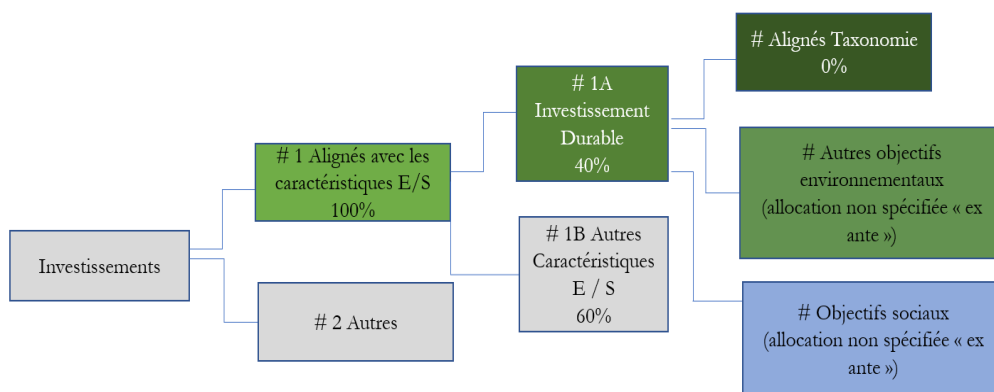 Investissements
# 1 Alignés avec les
caractéristiques E/S
100%
# 2 Autres
# 1A
Investissement
Durable
40%
# 1B Autres
Caractéristiques
E / S
60%
# Alignés Taxonomie
0%
# Autres objectifs
environnementaux
(allocation non spécifiée « ex
ante »)
# Objectifs sociaux
(allocation non spécifiée « ex
ante »)